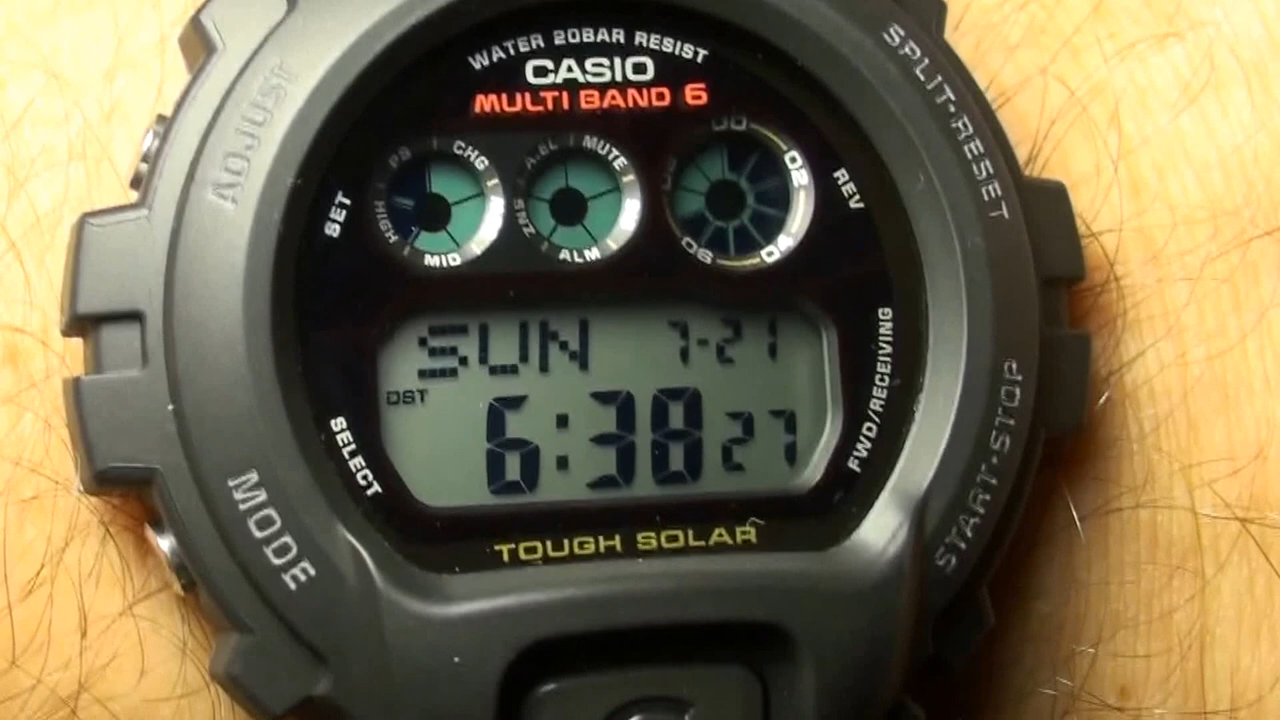 WATER 20BAR RESIST
CASIO
MULTI BAND 6
ADJUST
SPLIT·RESET
PS
CHG
HIGH
MID
A.EL
MUTE
SNZ
ALM
00
02
04
06
SET
REV
SUN 7-21
DST
6:38 27
SELECT
FWD/RECEIVING
MODE
START·STOP
TOUGH SOLAR